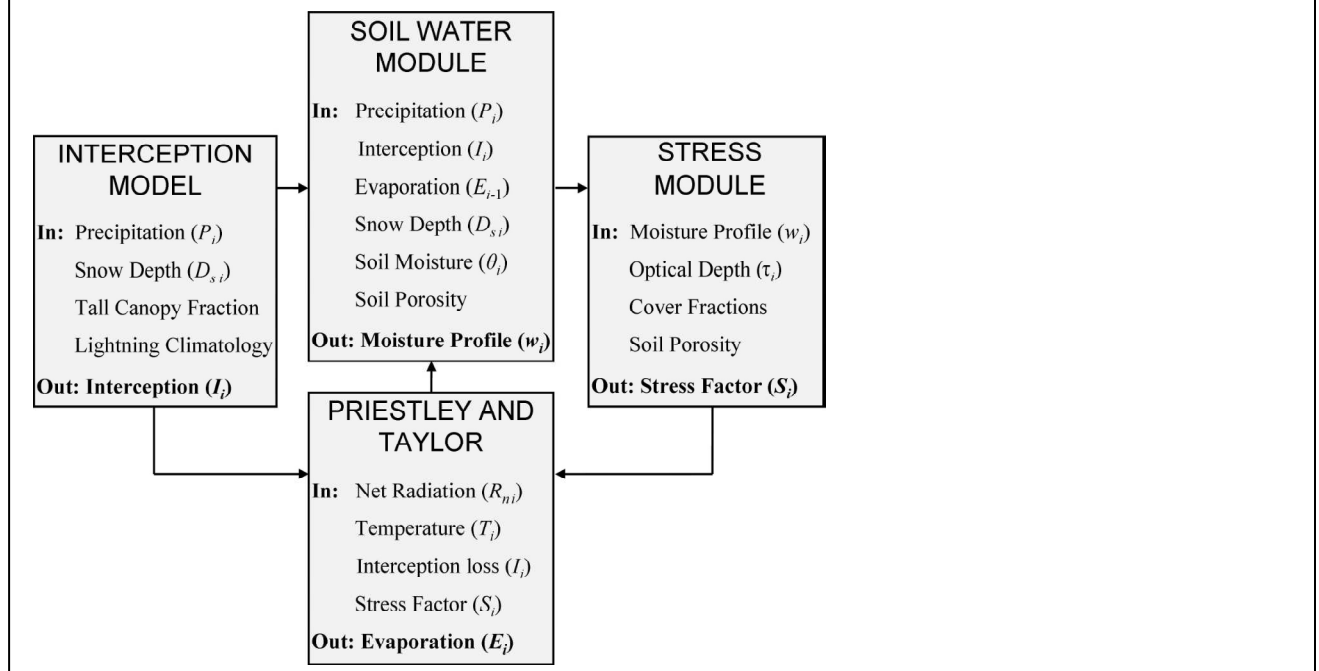 INTERCEPTION
MODEL
In: Precipitation (Pᵢ)
Snow Depth (Dₛ ᵢ)
Tall Canopy Fraction
Lightning Climatology
Out: Interception (Iᵢ)
SOIL WATER
MODULE
In: Precipitation (Pᵢ)
Interception (Iᵢ)
Evaporation (Eᵢ₋₁)
Snow Depth (Dₛ ᵢ)
Soil Moisture (θᵢ)
Soil Porosity
Out: Moisture Profile (wᵢ)
STRESS
MODULE
In: Moisture Profile (wᵢ)
Optical Depth (τᵢ)
Cover Fractions
Soil Porosity
Out: Stress Factor (Sᵢ)
PRIESTLEY AND
TAYLOR
In: Net Radiation (Rₙ ᵢ)
Temperature (Tᵢ)
Interception loss (Iᵢ)
Stress Factor (Sᵢ)
Out: Evaporation (Eᵢ)